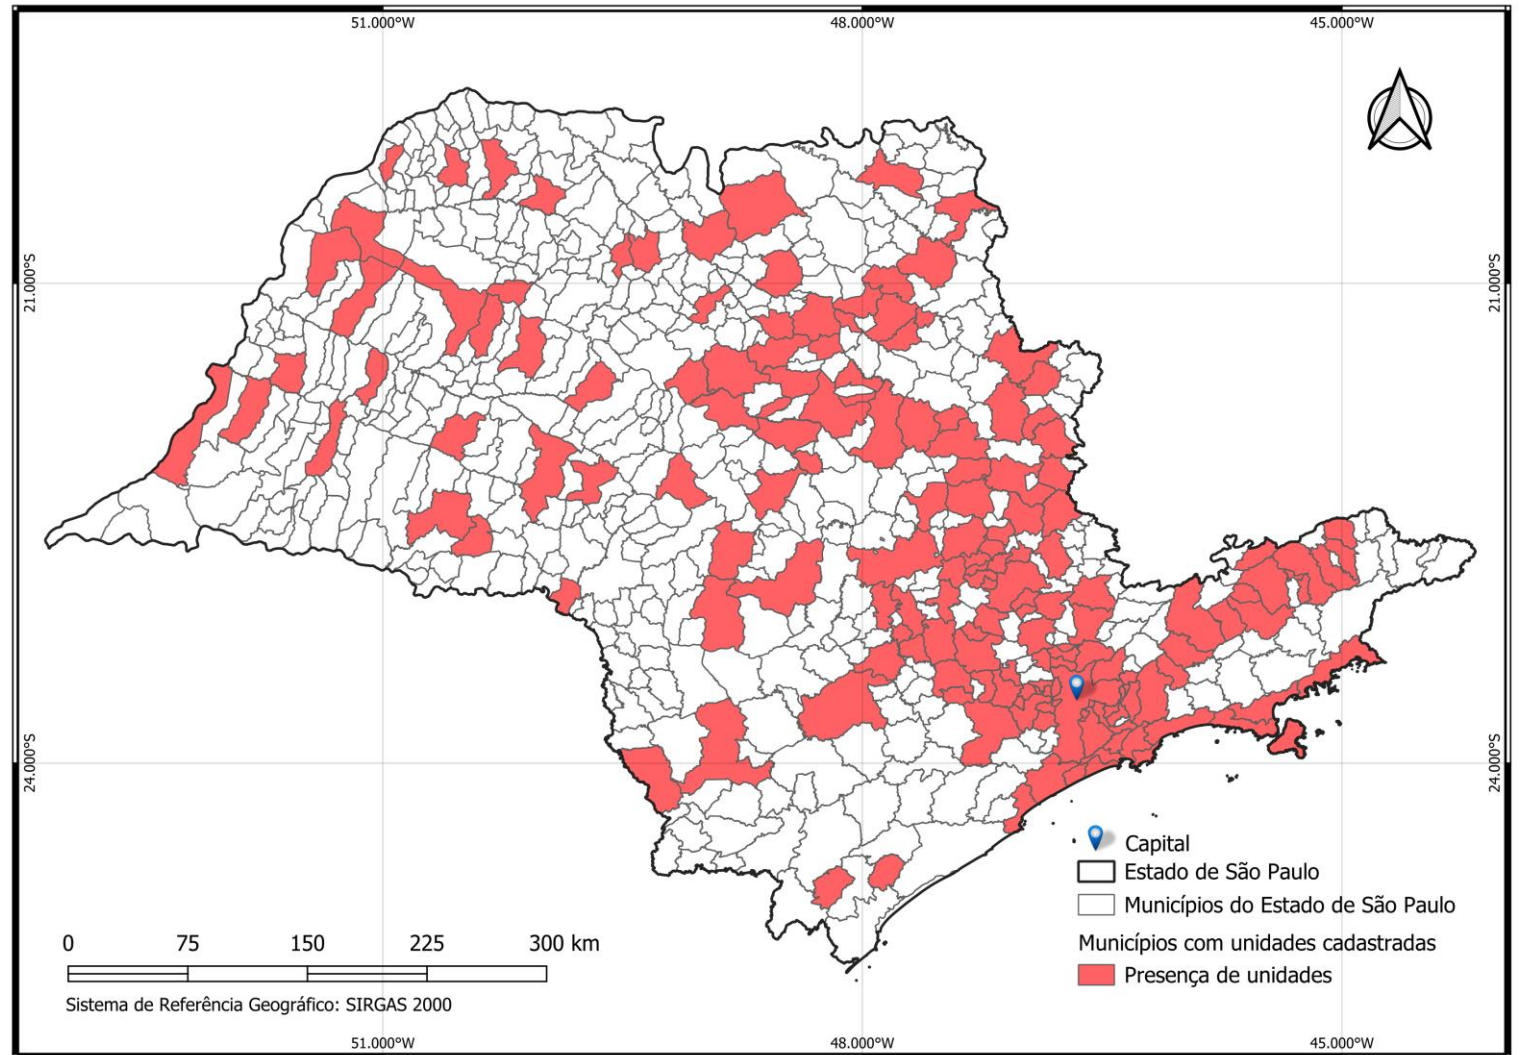 51.000°W
48.000°W
45.000°W
21.000°S
21.000°S
24.000°S
24.000°S
Capital
Estado de São Paulo
Municípios do Estado de São Paulo
Municípios com unidades cadastradas
Presença de unidades
0 75 150 225 300 km
Sistema de Referência Geográfico: SIRGAS 2000
51.000°W
48.000°W
45.000°W